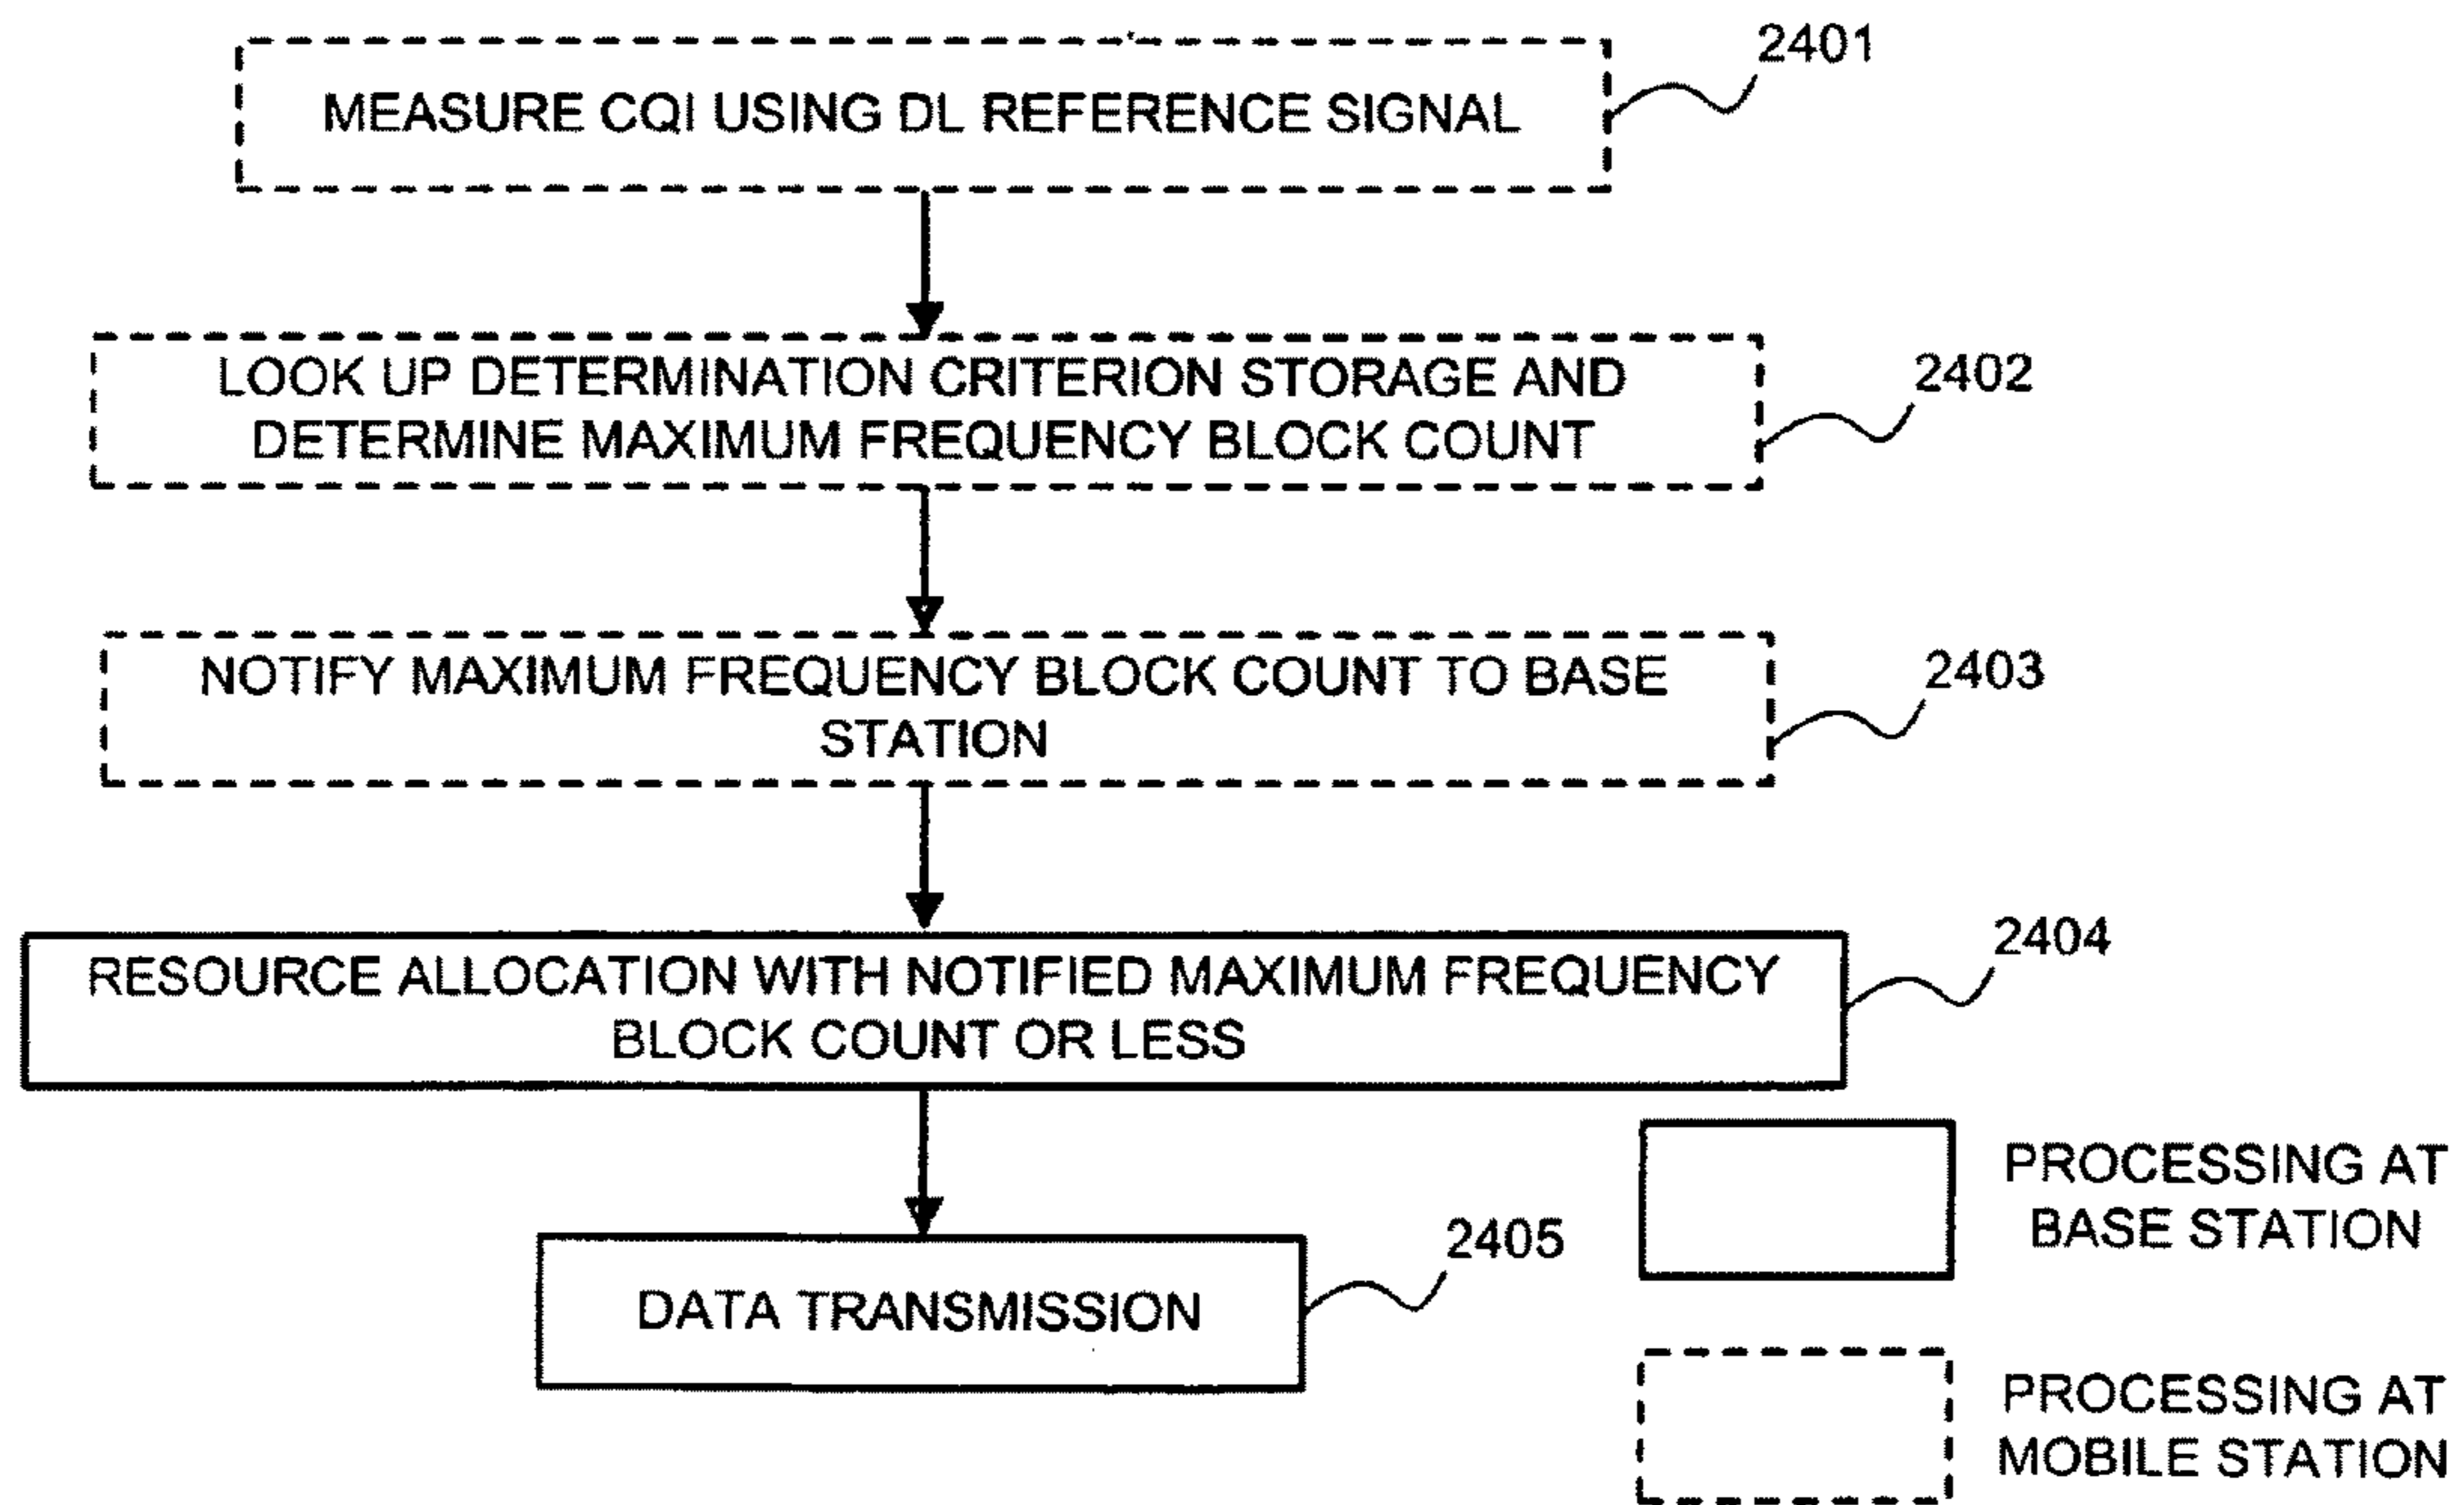 2401
MEASURE CQI USING DL REFERENCE SIGNAL
2402
LOOK UP DETERMINATION CRITERION STORAGE AND
DETERMINE MAXIMUM FREQUENCY BLOCK COUNT
2403
NOTIFY MAXIMUM FREQUENCY BLOCK COUNT TO BASE
STATION
2404
RESOURCE ALLOCATION WITH NOTIFIED MAXIMUM FREQUENCY
BLOCK COUNT OR LESS
2405
DATA TRANSMISSION
PROCESSING AT
BASE STATION
PROCESSING AT
MOBILE STATION